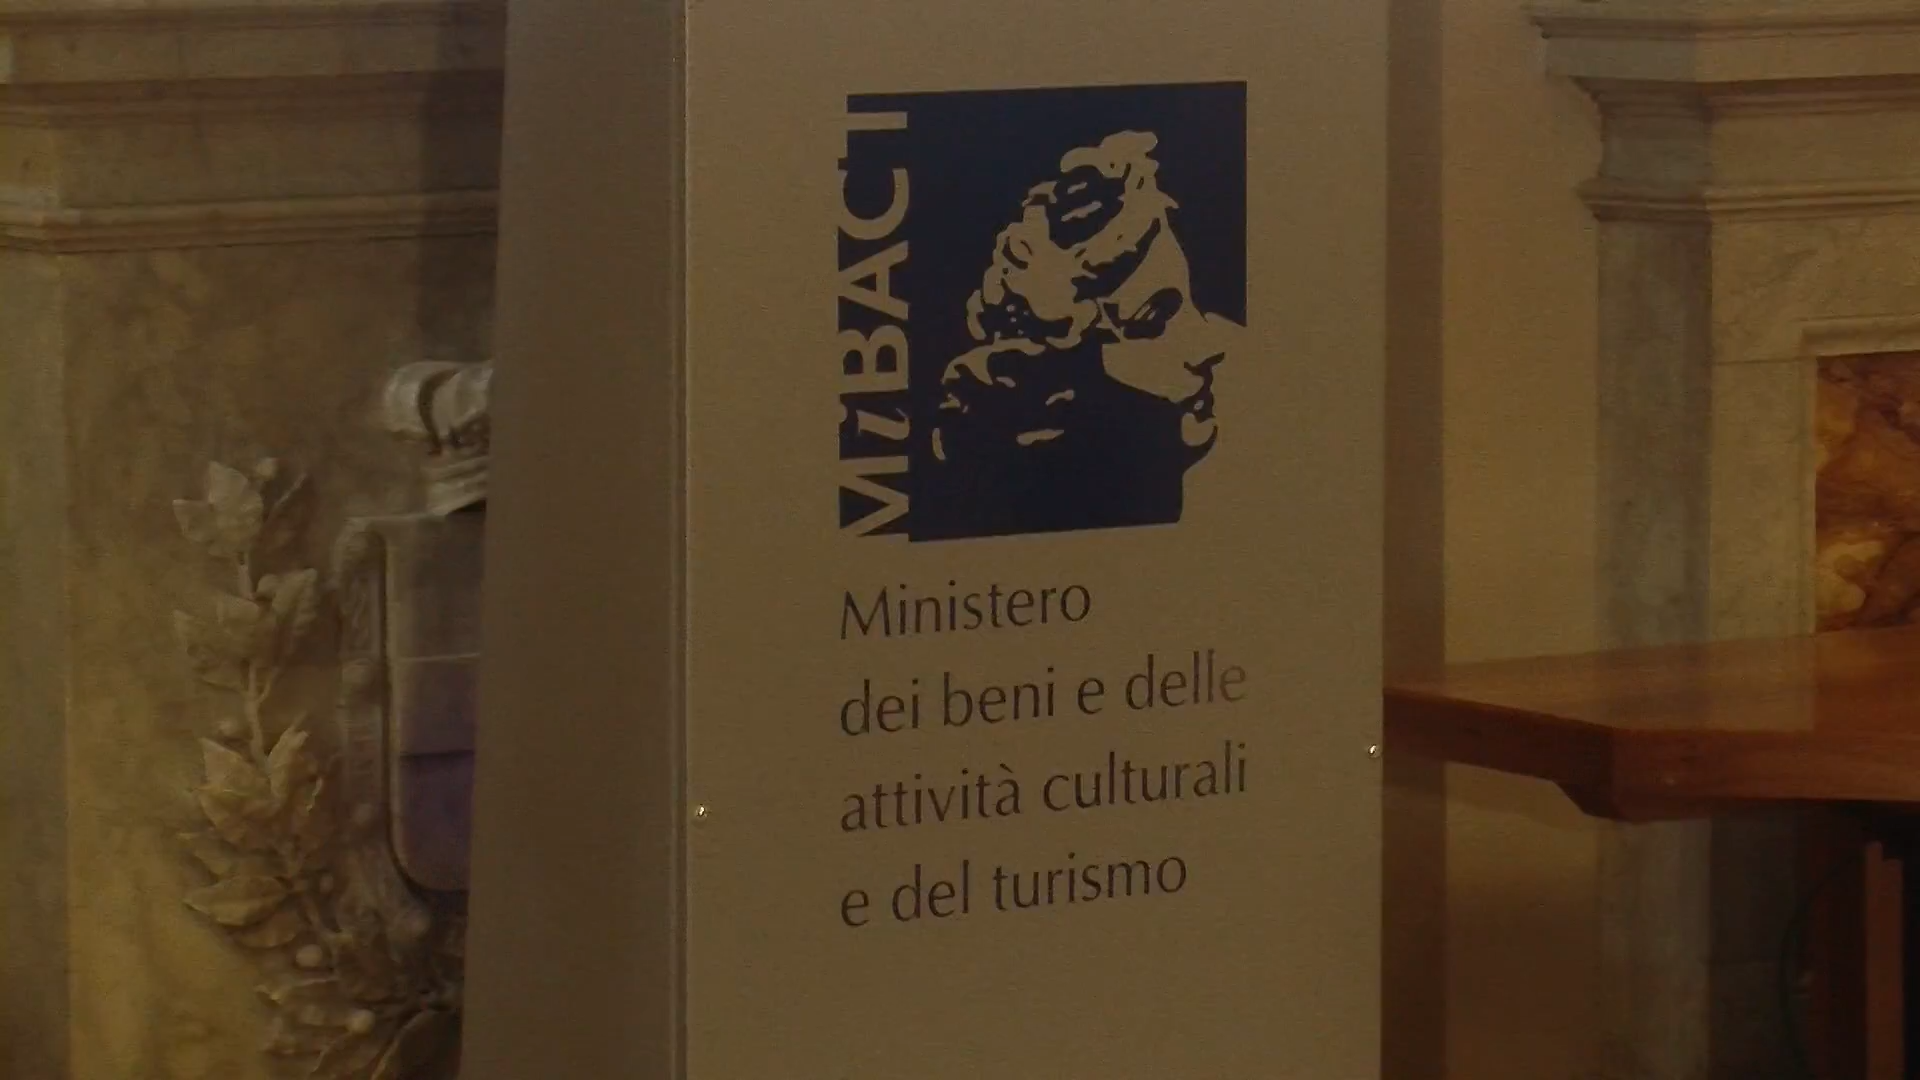 MiBACT
Ministero
dei beni e delle
attività culturali
e del turismo